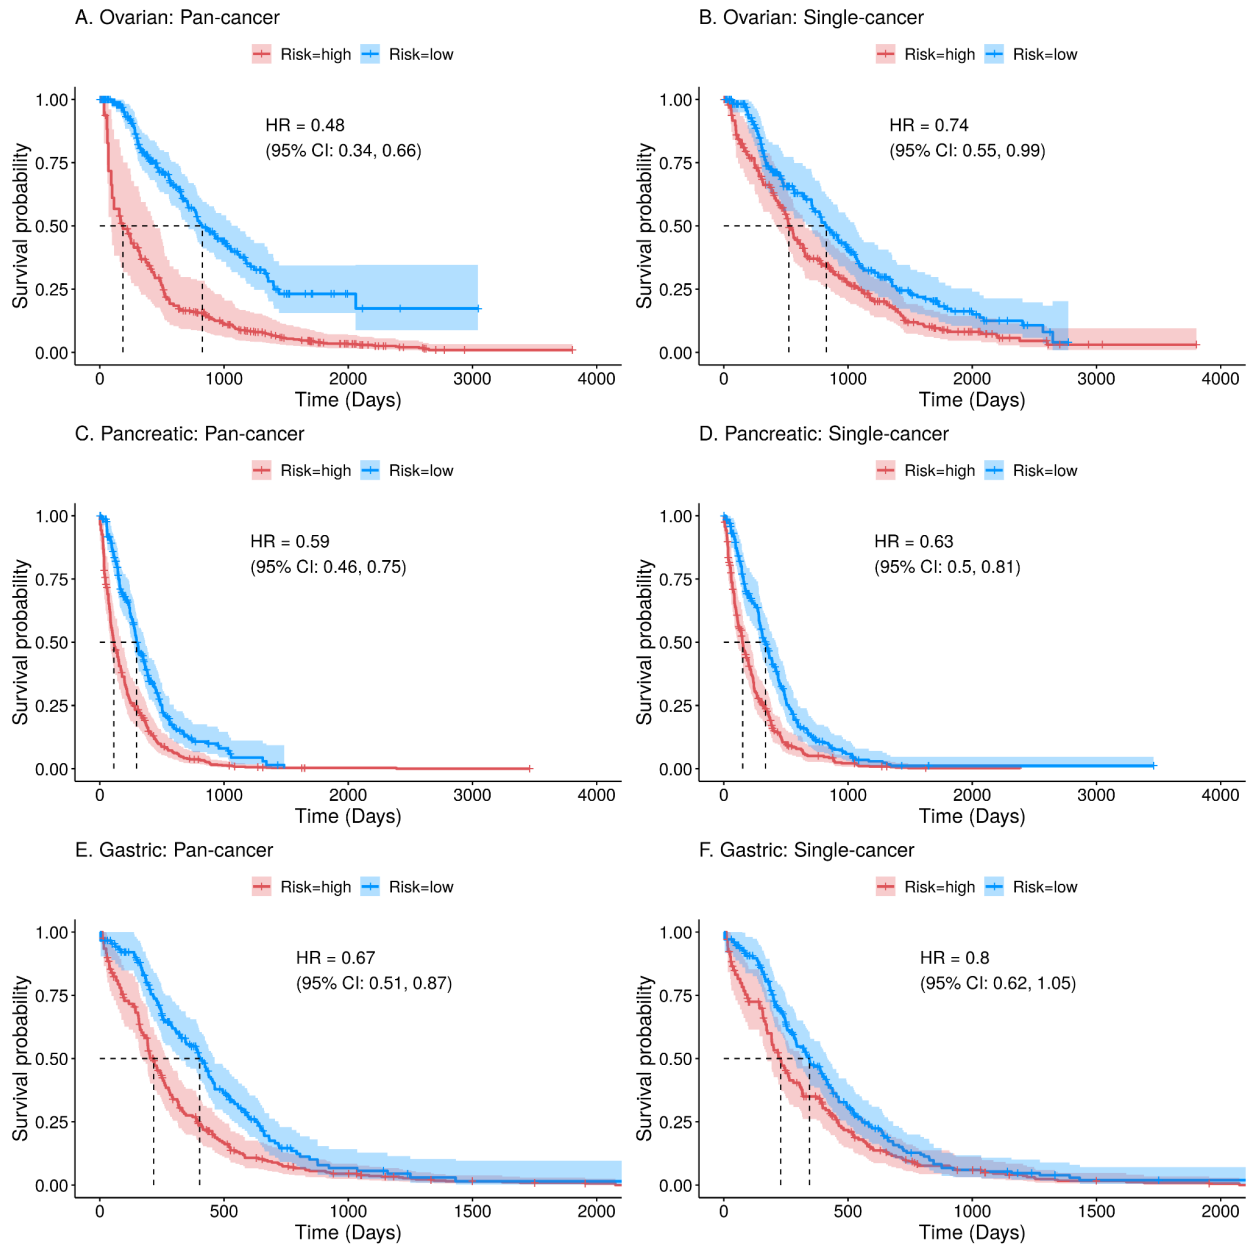 A. Ovarian: Pan-cancer
Risk=high Risk=low
HR = 0.48
(95% CI: 0.34, 0.66)
Survival probability
1.00
0.75
0.50
0.25
0.00
0 1000 2000 3000 4000
Time (Days)
B. Ovarian: Single-cancer
Risk=high Risk=low
HR = 0.74
(95% CI: 0.55, 0.99)
Survival probability
1.00
0.75
0.50
0.25
0.00
0 1000 2000 3000 4000
Time (Days)
C. Pancreatic: Pan-cancer
Risk=high Risk=low
HR = 0.59
(95% CI: 0.46, 0.75)
Survival probability
1.00
0.75
0.50
0.25
0.00
0 1000 2000 3000 4000
Time (Days)
D. Pancreatic: Single-cancer
Risk=high Risk=low
HR = 0.63
(95% CI: 0.5, 0.81)
Survival probability
1.00
0.75
0.50
0.25
0.00
0 1000 2000 3000 4000
Time (Days)
E. Gastric: Pan-cancer
Risk=high Risk=low
HR = 0.67
(95% CI: 0.51, 0.87)
Survival probability
1.00
0.75
0.50
0.25
0.00
0 500 1000 1500 2000
Time (Days)
F. Gastric: Single-cancer
Risk=high Risk=low
HR = 0.8
(95% CI: 0.62, 1.05)
Survival probability
1.00
0.75
0.50
0.25
0.00
0 500 1000 1500 2000
Time (Days)